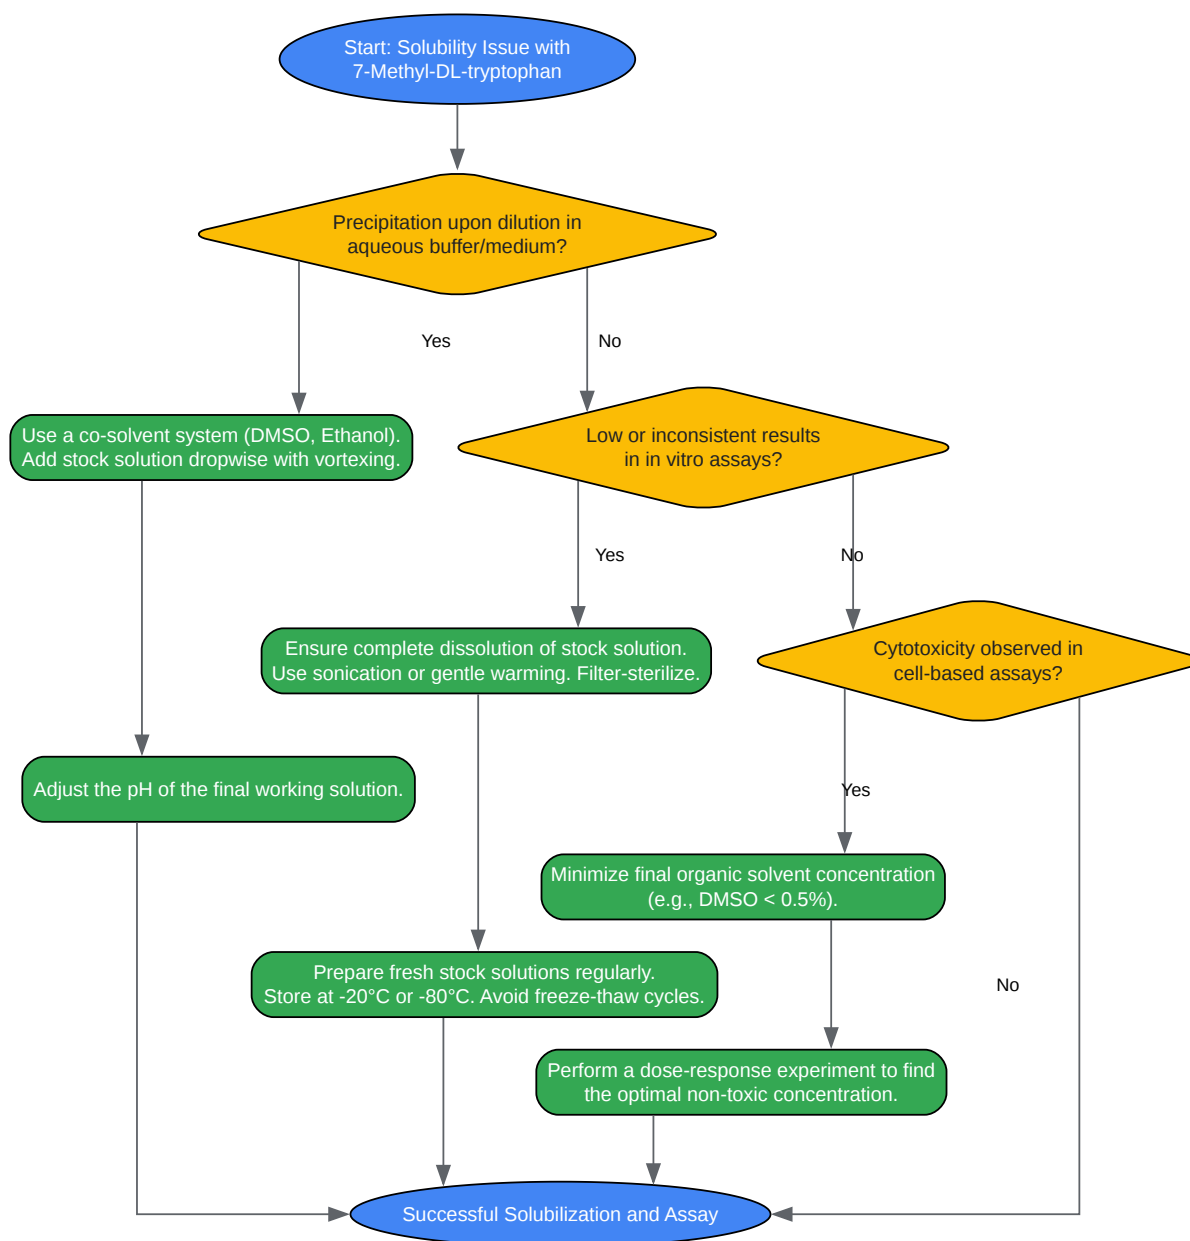 Start: Solubility Issue with
7-Methyl-DL-tryptophan
Precipitation upon dilution in
aqueous buffer/medium?
Yes
No
Use a co-solvent system (DMSO, Ethanol).
Add stock solution dropwise with vortexing.
Low or inconsistent results
in in vitro assays?
Yes
No
Ensure complete dissolution of stock solution.
Use sonication or gentle warming. Filter-sterilize.
Cytotoxicity observed in
cell-based assays?
Adjust the pH of the final working solution.
Yes
Minimize final organic solvent concentration
(e.g., DMSO < 0.5%).
Prepare fresh stock solutions regularly.
Store at -20°C or -80°C. Avoid freeze-thaw cycles.
No
Perform a dose-response experiment to find
the optimal non-toxic concentration.
Successful Solubilization and Assay